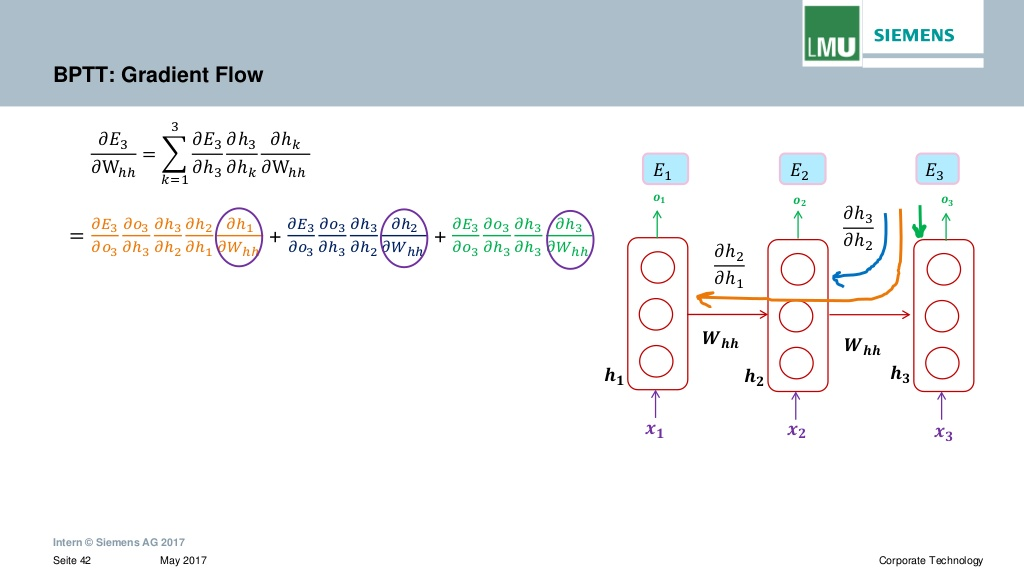 LMU SIEMENS
BPTT: Gradient Flow
∂E₃/∂W_hh = ∑_{k=1}^{3} ∂E₃/∂h₃ ∂h₃/∂h_k ∂h_k/∂W_hh
= ∂E₃/∂o₃ ∂o₃/∂h₃ ∂h₃/∂h₂ ∂h₂/∂h₁ ∂h₁/∂W_hh + ∂E₃/∂o₃ ∂o₃/∂h₃ ∂h₃/∂h₂ ∂h₂/∂W_hh + ∂E₃/∂o₃ ∂o₃/∂h₃ ∂h₃/∂h₃ ∂h₃/∂W_hh
E₁ E₂ E₃
o₁ o₂ o₃
∂h₂/∂h₁ ∂h₃/∂h₂
W_hh W_hh
h₁ h₂ h₃
x₁ x₂ x₃
Intern © Siemens AG 2017
Seite 42 May 2017 Corporate Technology